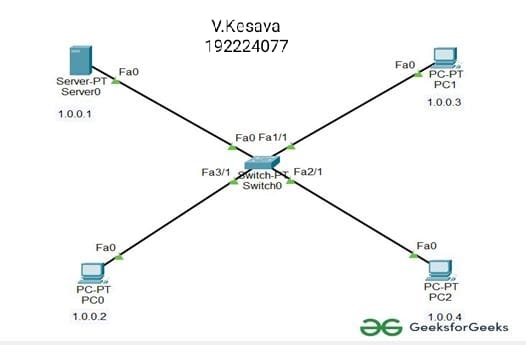 V.Kesava
192224077
Fa0
Server-PT
Server0
1.0.0.1
Fa0
PC-PT
PC1
1.0.0.3
Fa0 Fa1/1
Fa3/1
Switch-PT
Switch0
Fa2/1
Fa0
PC-PT
PC0
1.0.0.2
Fa0
PC-PT
PC2
1.0.0.4
GeeksforGeeks